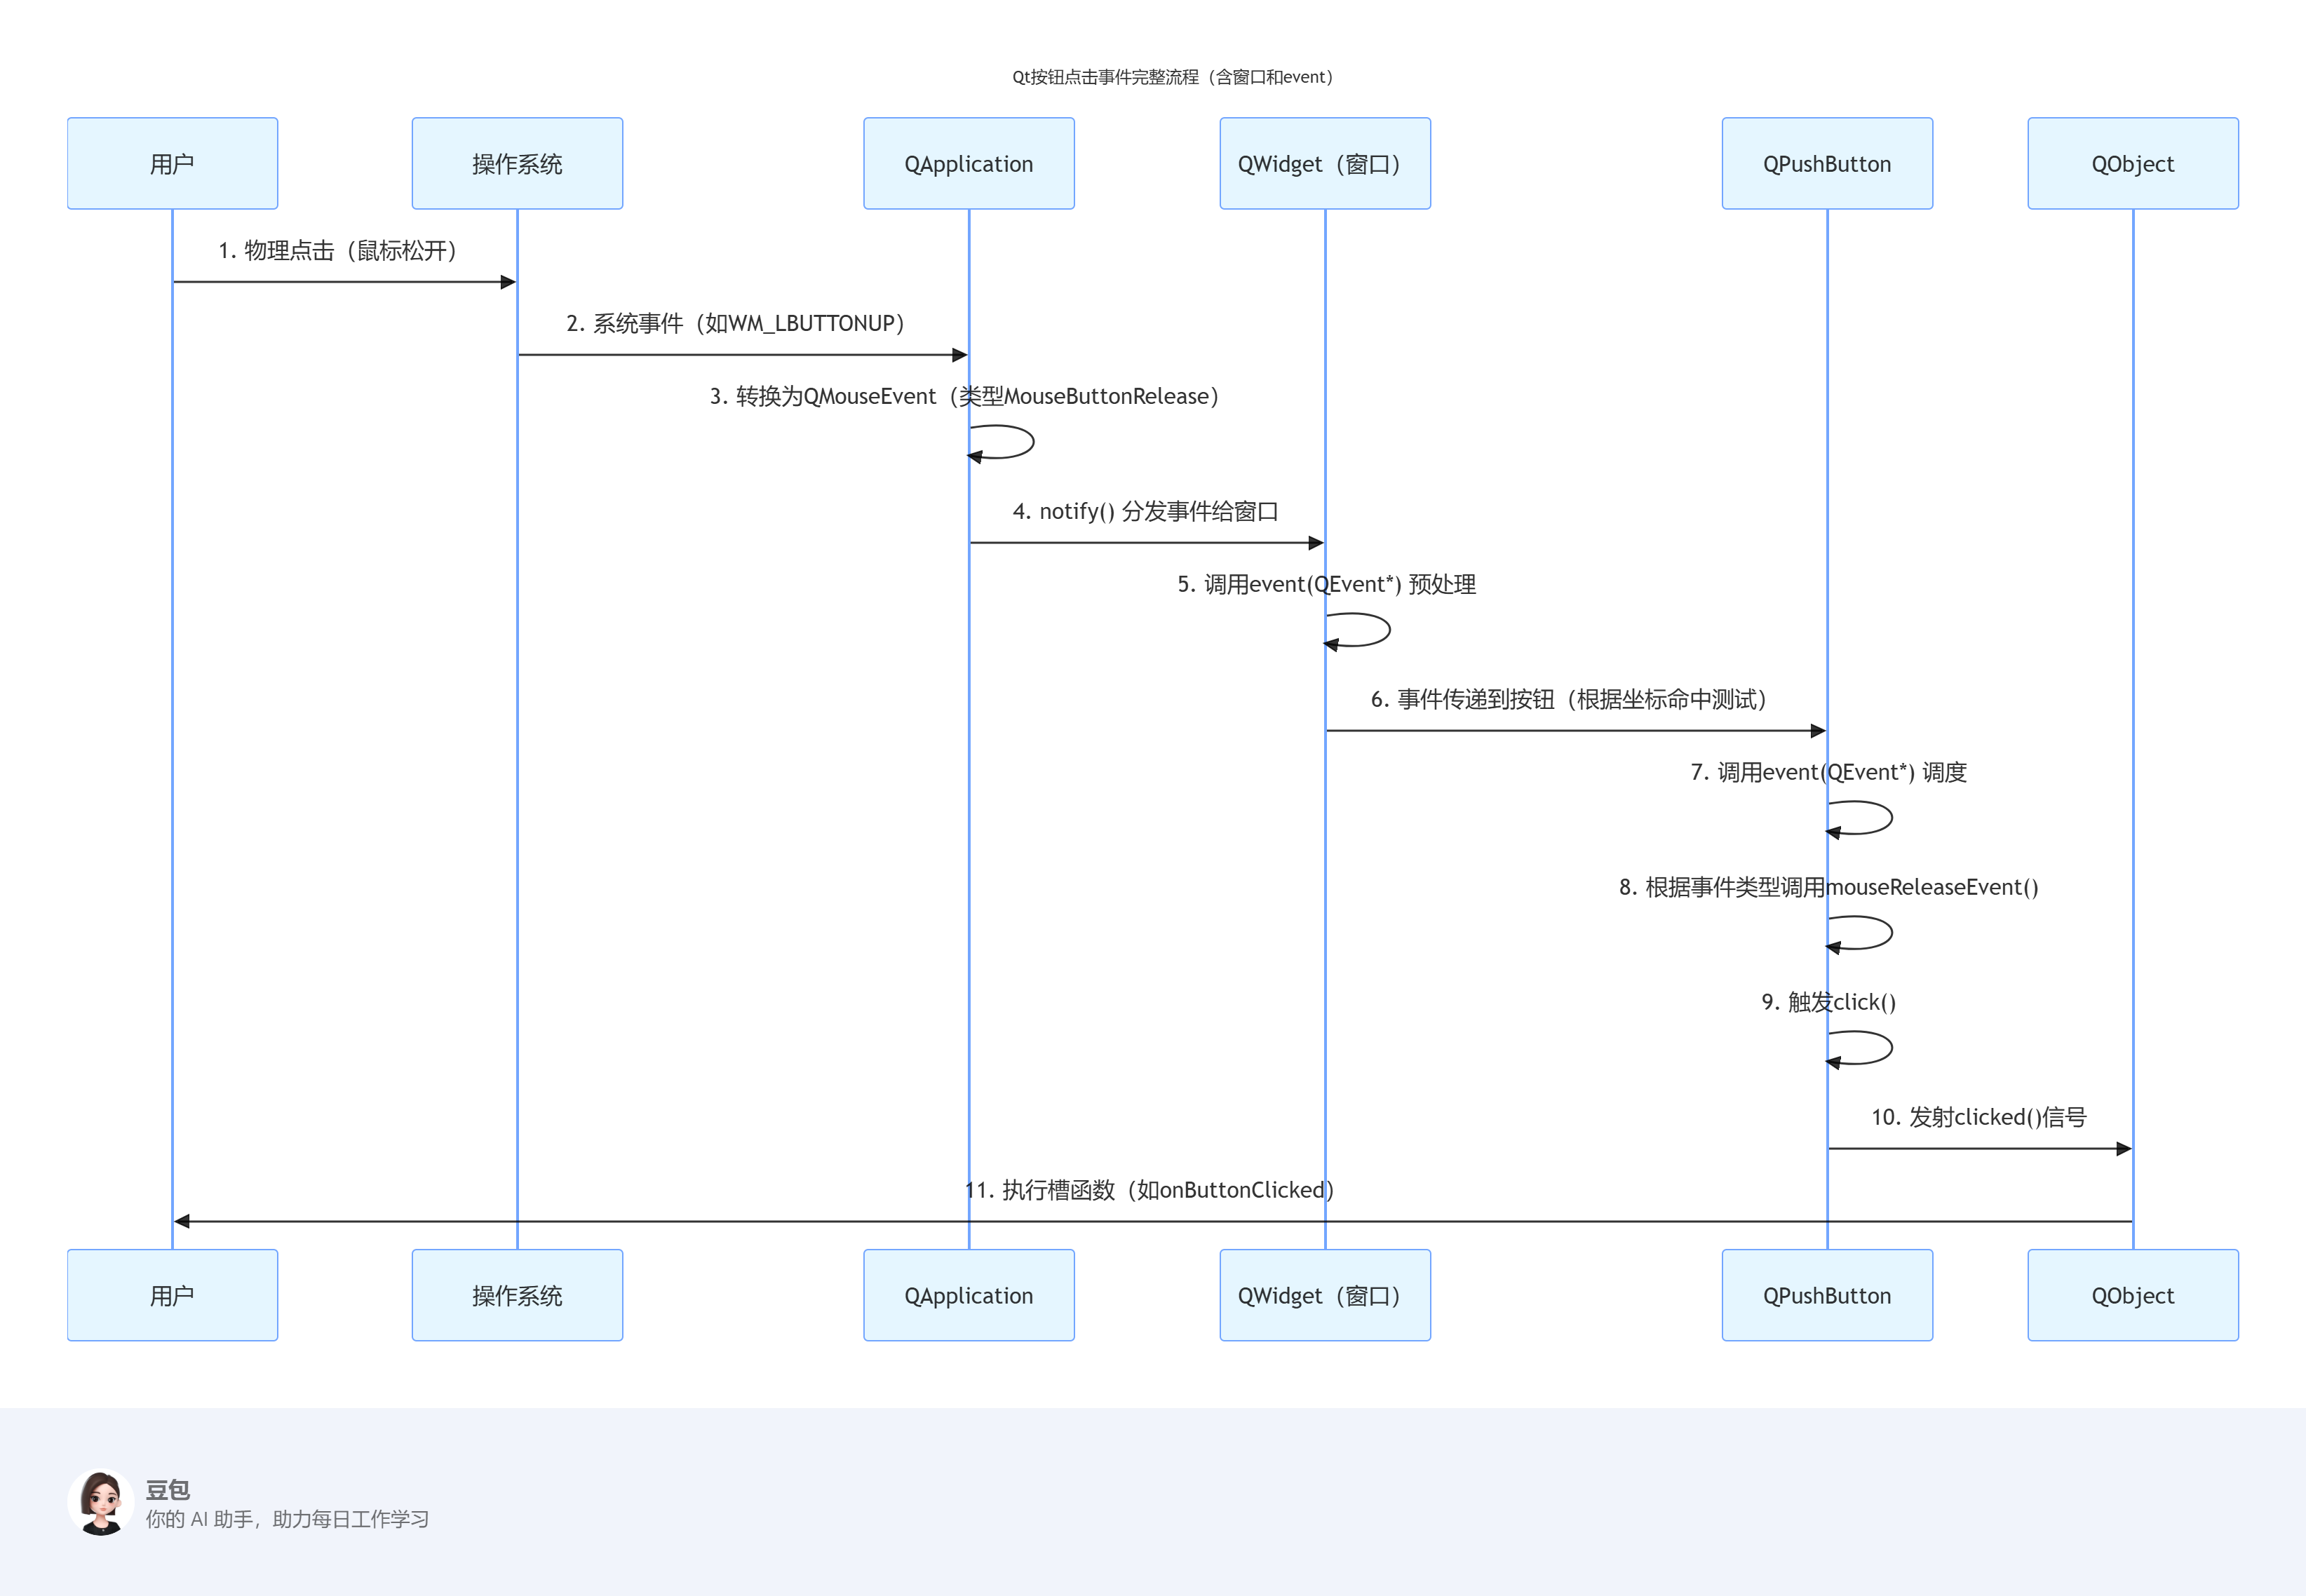 Qt按钮点击事件完整流程（含窗口和event）
用户
操作系统
QApplication
QWidget（窗口）
QPushButton
QObject
1. 物理点击（鼠标松开）
2. 系统事件（如WM_LBUTTONUP）
3. 转换为QMouseEvent（类型MouseButtonRelease）
4. notify() 分发事件给窗口
5. 调用event(QEvent*) 预处理
6. 事件传递到按钮（根据坐标命中测试）
7. 调用event(QEvent*) 调度
8. 根据事件类型调用mouseReleaseEvent()
9. 触发click()
10. 发射clicked()信号
11. 执行槽函数（如onButtonClicked）
用户
操作系统
QApplication
QWidget（窗口）
QPushButton
QObject
豆包
你的 AI 助手，助力每日工作学习